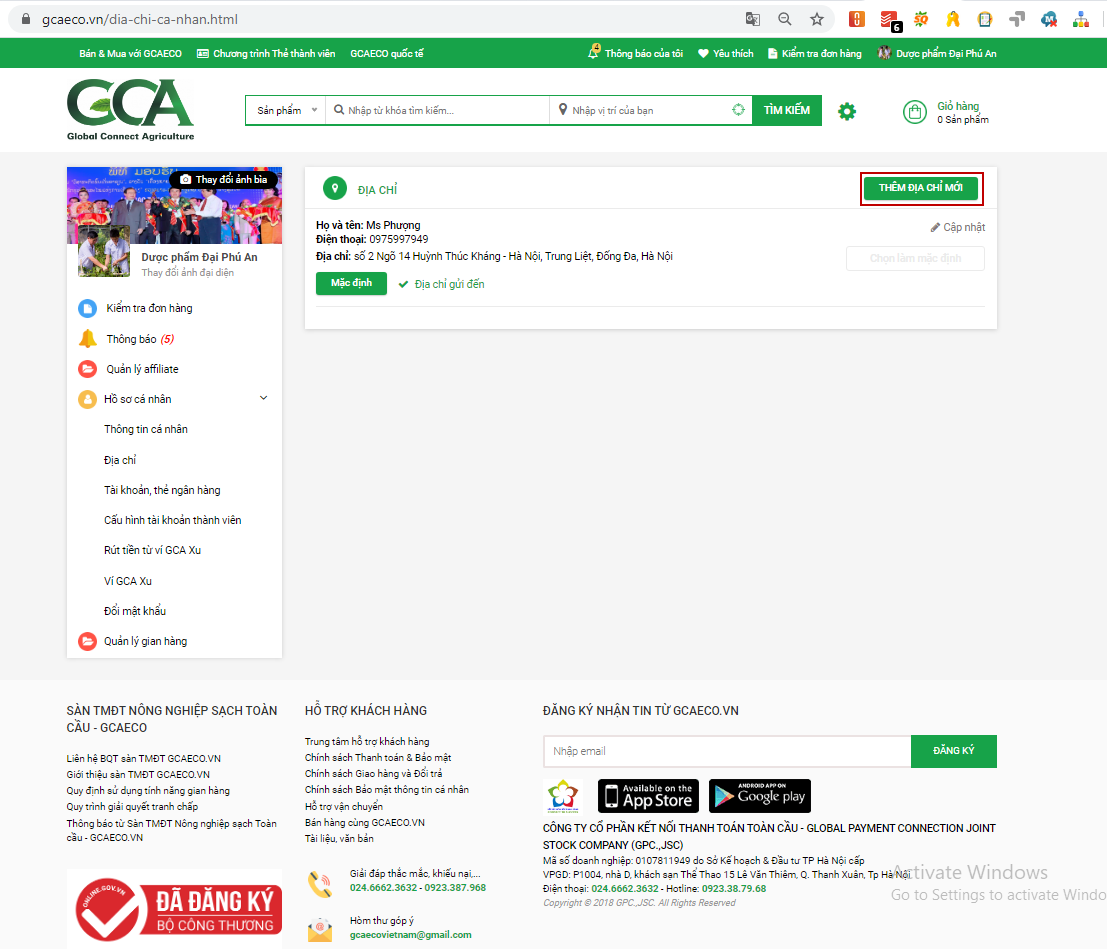 gcaeco.vn/dia-chi-ca-nhan.html
6
Bán & Mua với GCAECO
Chương trình Thẻ thành viên
GCAECO quốc tế
4
Thông báo của tôi
Yêu thích
Kiểm tra đơn hàng
Dược phẩm Đại Phú An
GCA
Global Connect Agriculture
Sản phẩm
Nhập từ khóa tìm kiếm...
Nhập vị trí của bạn
TÌM KIẾM
Giỏ hàng
0 Sản phẩm
Thay đổi ảnh bìa
Dược phẩm Đại Phú An
Thay đổi ảnh đại diện
Kiểm tra đơn hàng
Thông báo (5)
Quản lý affiliate
Hồ sơ cá nhân
Thông tin cá nhân
Địa chỉ
Tài khoản, thẻ ngân hàng
Cấu hình tài khoản thành viên
Rút tiền từ ví GCA Xu
Ví GCA Xu
Đổi mật khẩu
Quản lý gian hàng
ĐỊA CHỈ
THÊM ĐỊA CHỈ MỚI
Họ và tên: Ms Phượng
Cập nhật
Điện thoại: 0975997949
Địa chỉ: số 2 Ngõ 14 Huỳnh Thúc Kháng - Hà Nội, Trung Liệt, Đống Đa, Hà Nội
Chọn làm mặc định
Mặc định
Địa chỉ gửi đến
SÀN TMĐT NÔNG NGHIỆP SẠCH TOÀN
CẦU - GCAECO
Liên hệ BQT sàn TMĐT GCAECO.VN
Giới thiệu sàn TMĐT GCAECO.VN
Quy định sử dụng tính năng gian hàng
Quy trình giải quyết tranh chấp
Thông báo từ Sàn TMĐT Nông nghiệp sạch Toàn
cầu - GCAECO.VN
ONLINE.GOV.VN
ĐÃ ĐĂNG KÝ
BỘ CÔNG THƯƠNG
HỖ TRỢ KHÁCH HÀNG
Trung tâm hỗ trợ khách hàng
Chính sách Thanh toán & Bảo mật
Chính sách Giao hàng và Đổi trả
Chính sách Bảo mật thông tin cá nhân
Hỗ trợ vận chuyển
Bán hàng cùng GCAECO.VN
Tài liệu, văn bản
Giải đáp thắc mắc, khiếu nại,...
024.6662.3632 - 0923.387.968
Hòm thư góp ý
gcaecovietnam@gmail.com
ĐĂNG KÝ NHẬN TIN TỪ GCAECO.VN
Nhập email
ĐĂNG KÝ
Available on the
App Store
ANDROID APP ON
Google play
CÔNG TY CỔ PHẦN KẾT NỐI THANH TOÁN TOÀN CẦU - GLOBAL PAYMENT CONNECTION JOINT
STOCK COMPANY (GPC.,JSC)
Mã số doanh nghiệp: 0107811949 do Sở Kế hoạch & Đầu tư TP Hà Nội cấp
VPGD: P1004, nhà D, khách sạn Thể Thao 15 Lê Văn Thiêm, Q. Thanh Xuân, Tp Hà Nội
Điện thoại: 024.6662.3632 - Hotline: 0923.38.79.68
Copyright © 2018 GPC.,JSC. All Rights Reserved
Activate Windows
Go to Settings to activate Windo